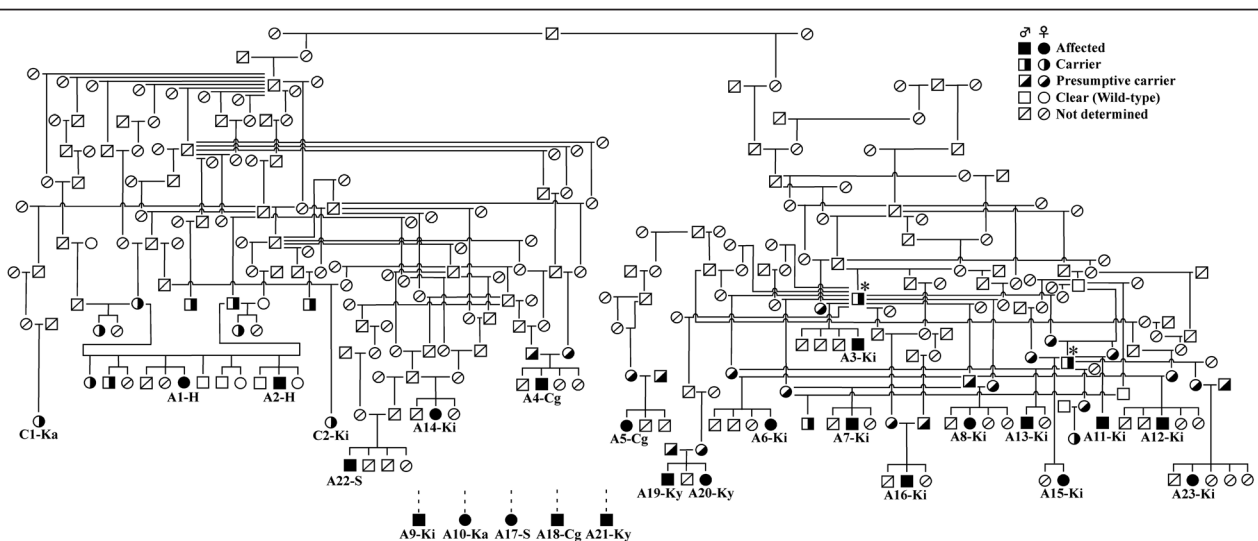 ♂ ♀
Affected
Carrier
Presumptive carrier
Clear (Wild-type)
Not determined
*
A3-Ki
*
A1-H
A2-H
A4-Cg
C1-Ka
C2-Ki
A14-Ki
A5-Cg
A6-Ki
A7-Ki
A8-Ki
A13-Ki
A11-Ki
A12-Ki
A22-S
A19-Ky
A20-Ky
A16-Ki
A15-Ki
A23-Ki
A9-Ki A10-Ka A17-S A18-Cg A21-Ky